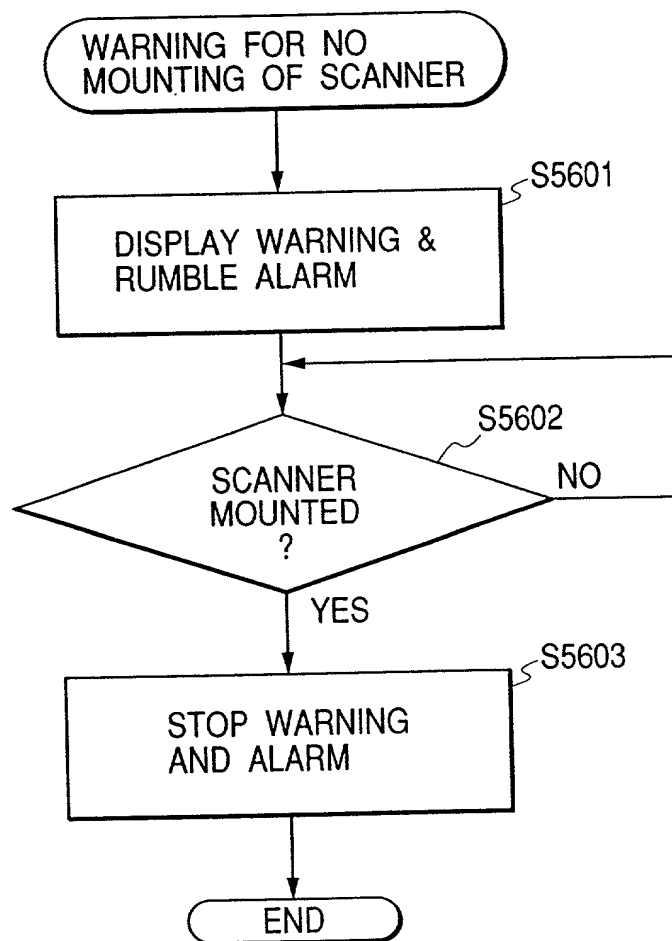 WARNING FOR NO
MOUNTING OF SCANNER
S5601
DISPLAY WARNING &
RUMBLE ALARM
S5602
SCANNER
MOUNTED
?
NO
YES
S5603
STOP WARNING
AND ALARM
END